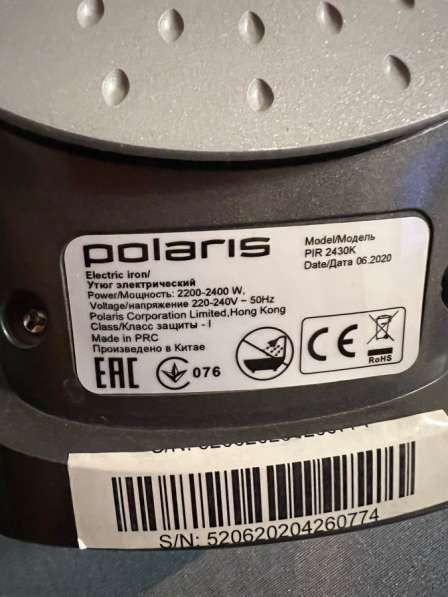 polaris
Model/Модель
PIR 2430K
Date/Дата 06.2020
Electric iron/
Утюг электрический
Power/Мощность: 2200-2400 W,
Voltage/напряжение 220-240V ~ 50Hz
Polaris Corporation Limited,Hong Kong
Class/Класс защиты - I
Made in PRC
Произведено в Китае
EAC
076
CE
RoHS
S/N: 520620204260774
S/N: 520620204260774